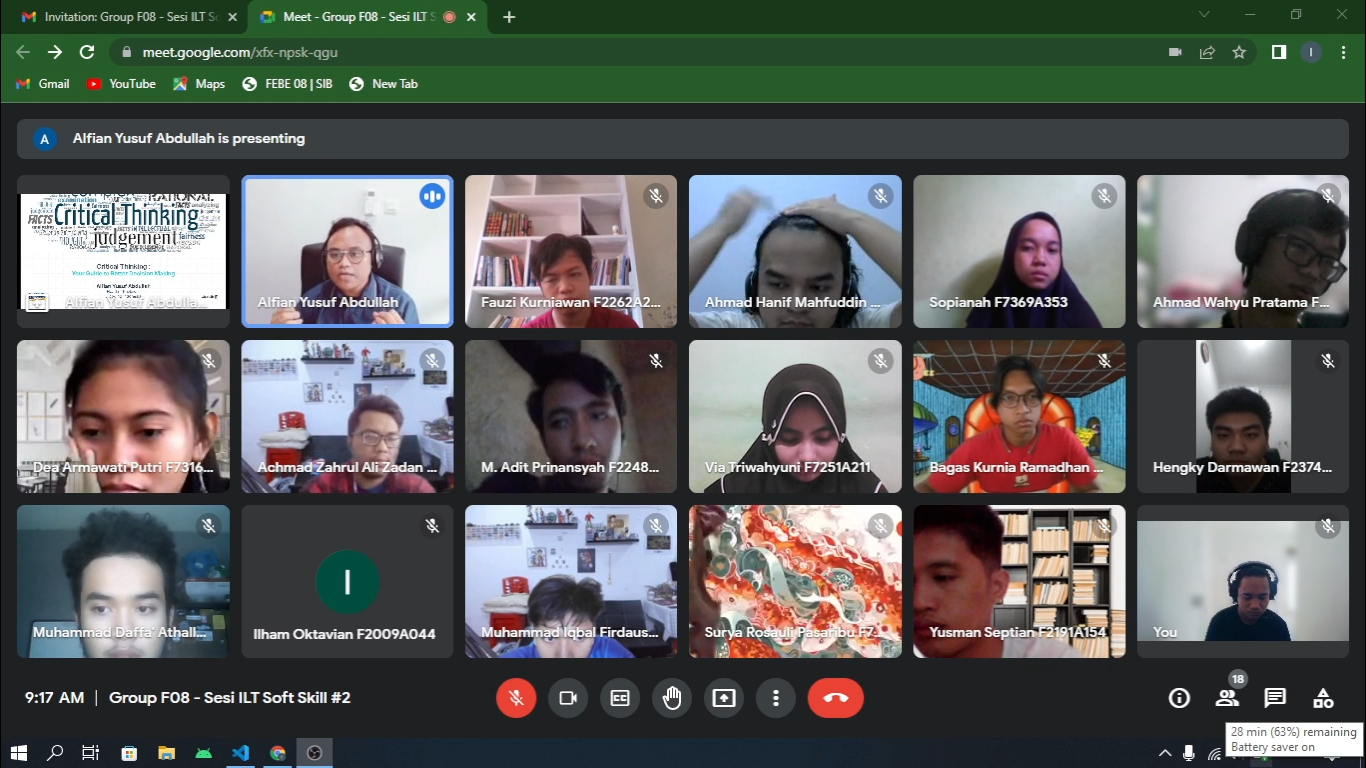 Invitation: Group F08 - Sesi ILT Sc
Meet - Group F08 - Sesi ILT S
meet.google.com/xfx-npsk-qgu
I
Gmail
YouTube
Maps
FEBE 08 | SIB
New Tab
A
Alfian Yusuf Abdullah is presenting
RATIONAL
FACTS
Critical Thinking
analyzing
INTELLECTUAL
judgement
fairness
Critical Thinking :
Your Guide to Better Decision Making
Alfian Yusuf Abdullah
Alfian Yusuf Abdulla...
Alfian Yusuf Abdullah
Fauzi Kurniawan F2262A2...
Ahmad Hanif Mahfuddin ...
Sopianah F7369A353
Ahmad Wahyu Pratama F...
Dea Armawati Putri F7316...
Achmad Zahrul Ali Zadan ...
M. Adit Prinansyah F2248...
Via Triwahyuni F7251A211
Bagas Kurnia Ramadhan ...
Hengky Darmawan F2374...
Muhammad Daffa' Athall...
I
Ilham Oktavian F2009A044
Muhammad Iqbal Firdaus...
Surya Rosauli Pasaribu F7...
Yusman Septian F2191A154
You
9:17 AM | Group F08 - Sesi ILT Soft Skill #2
18
28 min (63%) remaining
Battery saver on